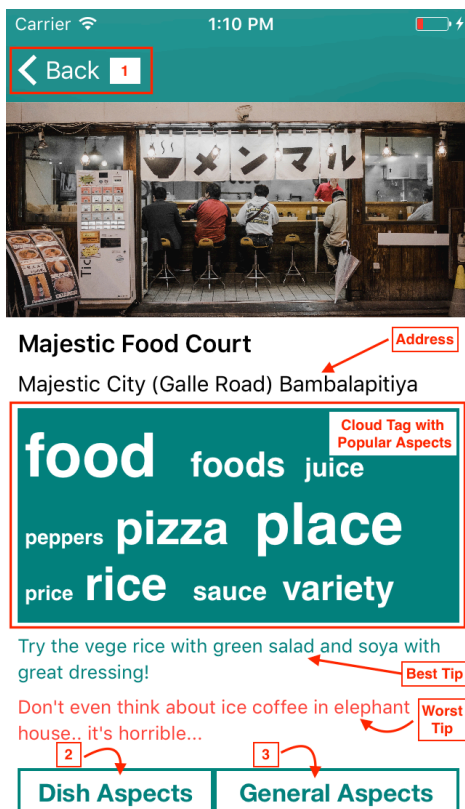 Carrier 1:10 PM
Back 1
メンマル
Majestic Food Court
Address
Majestic City (Galle Road) Bambalapitiya
Cloud Tag with
Popular Aspects
food foods juice
peppers pizza place
price rice sauce variety
Try the vege rice with green salad and soya with
great dressing!
Best Tip
Don't even think about ice coffee in elephant
house.. it's horrible...
Worst
Tip
2 3
Dish Aspects General Aspects